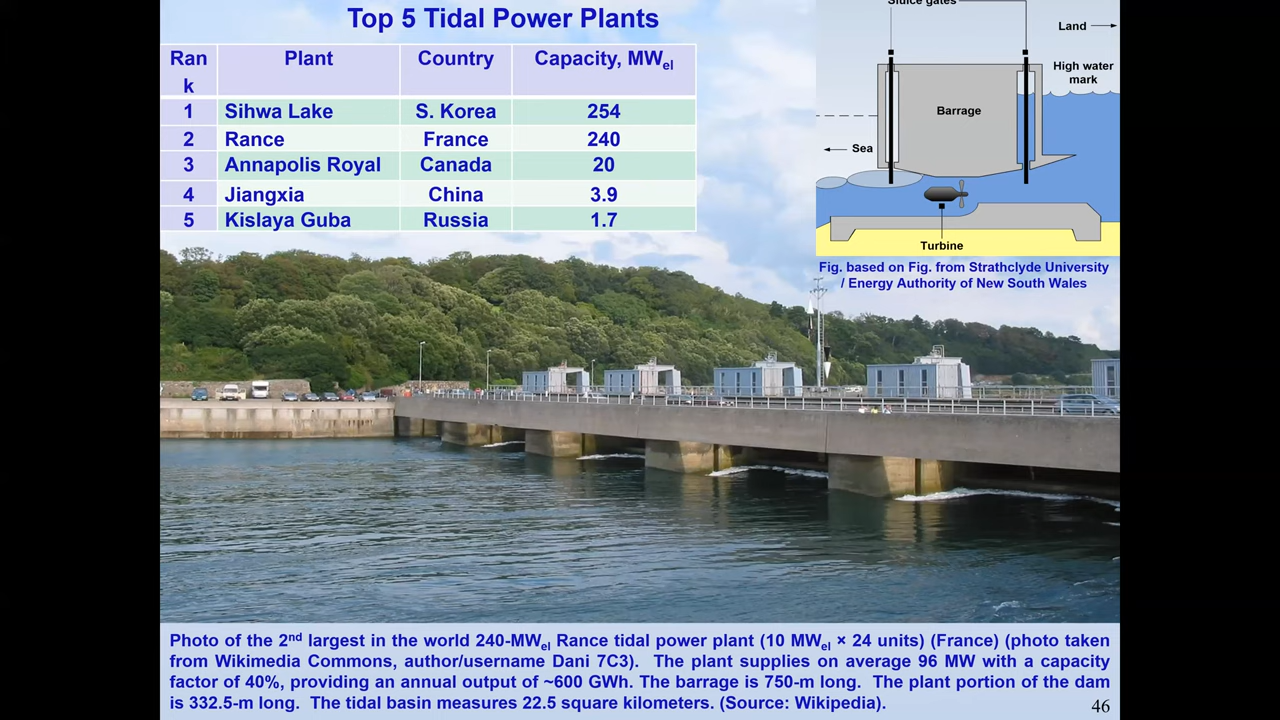 Top 5 Tidal Power Plants
Ran
k
Plant
Country
Capacity, MWel
1 Sihwa Lake S. Korea 254
2 Rance France 240
3 Annapolis Royal Canada 20
4 Jiangxia China 3.9
5 Kislaya Guba Russia 1.7
Sluice gates
Land
High water
mark
Barrage
Sea
Turbine
Fig. based on Fig. from Strathclyde University
/ Energy Authority of New South Wales
Photo of the 2nd largest in the world 240-MWel Rance tidal power plant (10 MWel × 24 units) (France) (photo taken
from Wikimedia Commons, author/username Dani 7C3). The plant supplies on average 96 MW with a capacity
factor of 40%, providing an annual output of ~600 GWh. The barrage is 750-m long. The plant portion of the dam
is 332.5-m long. The tidal basin measures 22.5 square kilometers. (Source: Wikipedia).
46